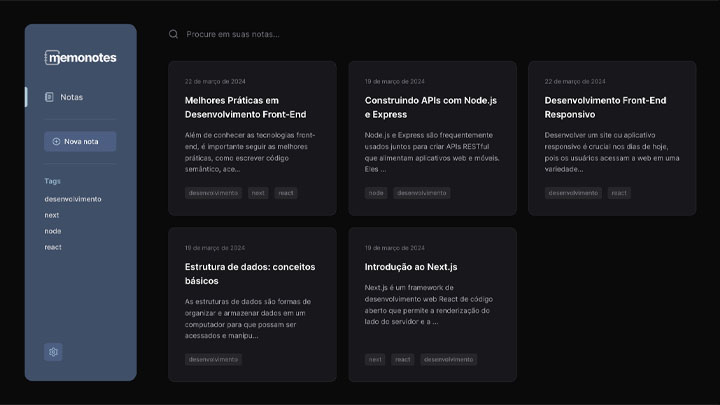 memonotes
Notas
Nova nota
Tags
desenvolvimento
next
node
react
Procure em suas notas...
22 de março de 2024
Melhores Práticas em
Desenvolvimento Front-End
Além de conhecer as tecnologias front-
end, é importante seguir as melhores
práticas, como escrever código
semântico, ace...
desenvolvimento next react
19 de março de 2024
Construindo APIs com Node.js
e Express
Node.js e Express são frequentemente
usados juntos para criar APIs RESTful
que alimentam aplicativos web e móveis.
Eles ...
node desenvolvimento
22 de março de 2024
Desenvolvimento Front-End
Responsivo
Desenvolver um site ou aplicativo
responsivo é crucial nos dias de hoje,
pois os usuários acessam a web em uma
variedade...
desenvolvimento react
19 de março de 2024
Estrutura de dados: conceitos
básicos
As estruturas de dados são formas de
organizar e armazenar dados em um
computador para que possam ser
acessados e manipu...
desenvolvimento
19 de março de 2024
Introdução ao Next.js
Next.js é um framework de
desenvolvimento web React de código
aberto que permite a renderização do
lado do servidor e a ...
next react desenvolvimento